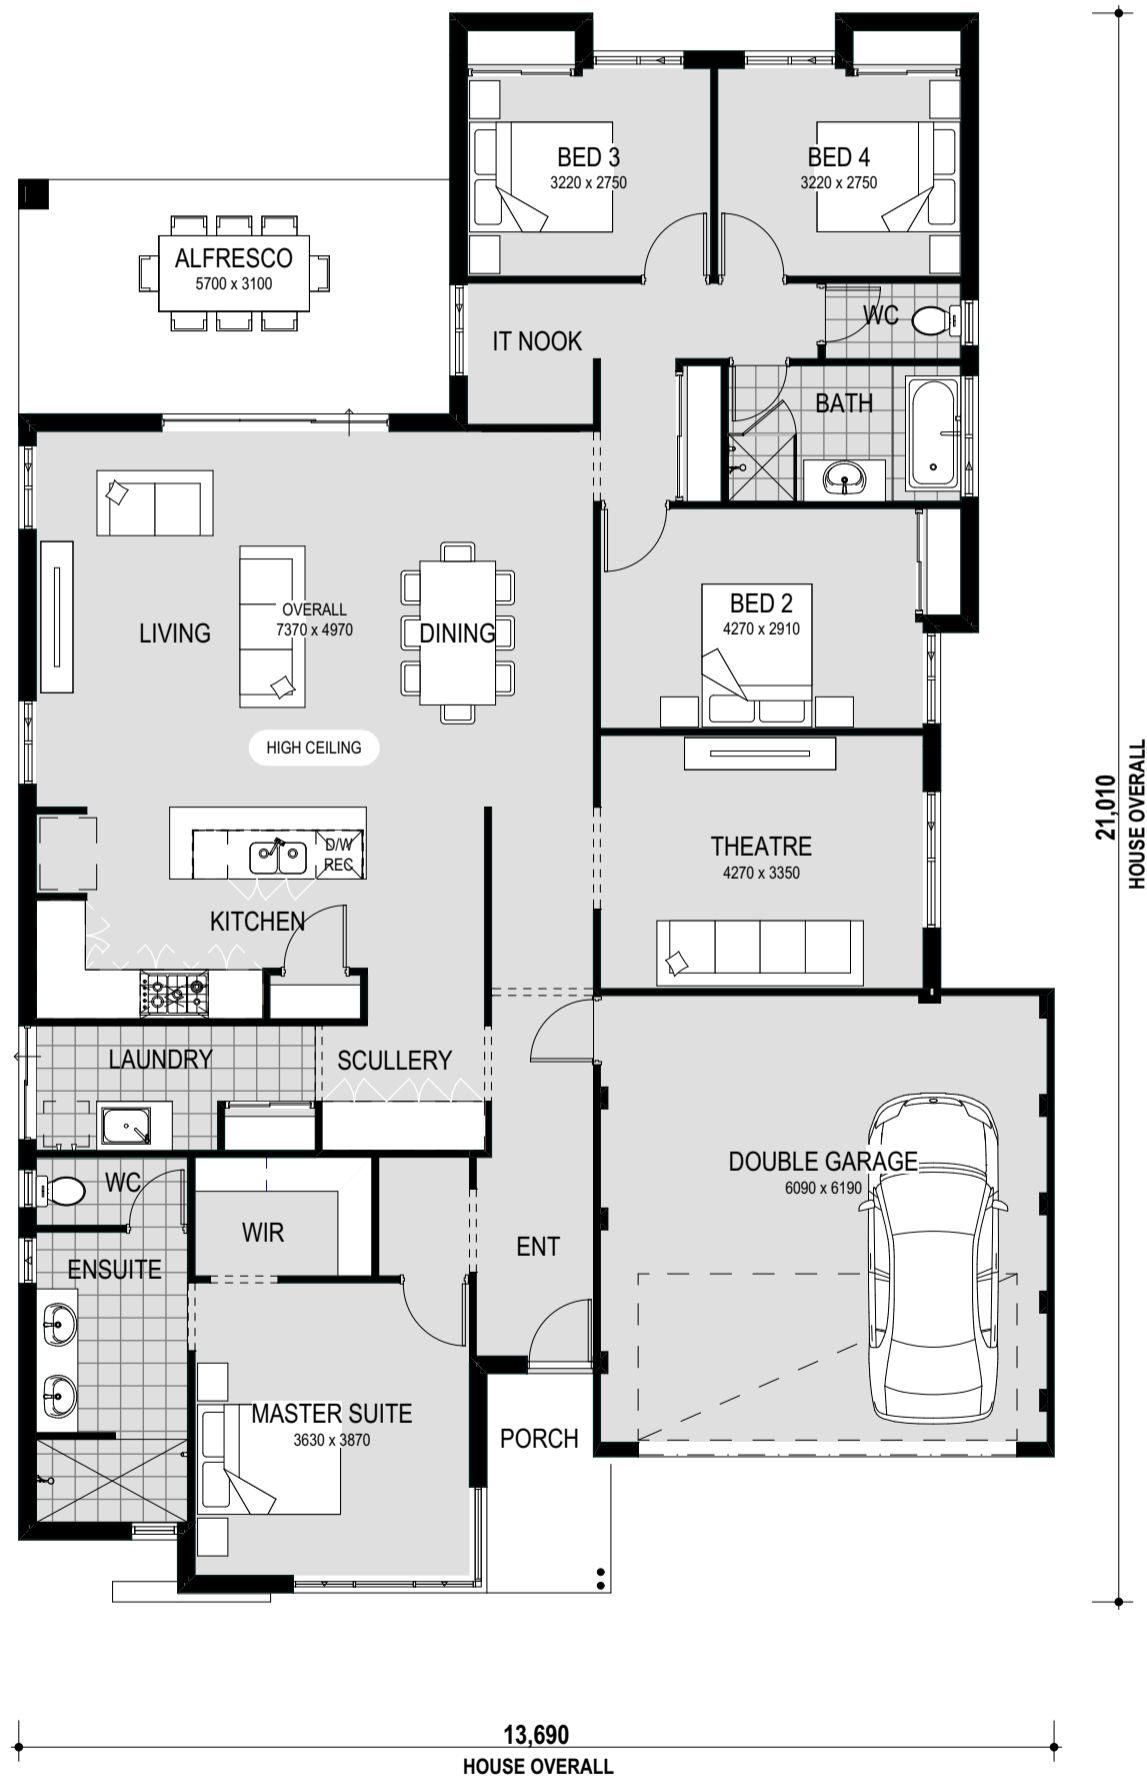 BED 3
3220 x 2750
BED 4
3220 x 2750
ALFRESCO
5700 x 3100
IT NOOK
WC
BATH
LIVING
OVERALL
7370 x 4970
DINING
BED 2
4270 x 2910
HIGH CEILING
THEATRE
4270 x 3350
D/W
REC
KITCHEN
21,010
HOUSE OVERALL
LAUNDRY
SCULLERY
WC
WIR
ENT
DOUBLE GARAGE
6090 x 6190
ENSUITE
MASTER SUITE
3630 x 3870
PORCH
13,690
HOUSE OVERALL